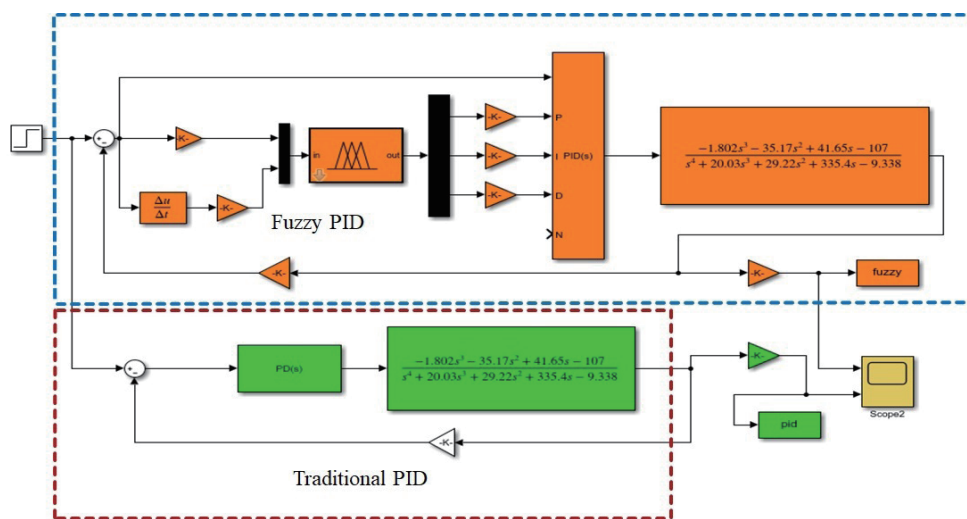 P
-K-
-K-
in
out
-K-
I
PID(s)
−1.802s³ − 35.17s² + 41.65s − 107
s⁴ + 20.03s³ + 29.22s² + 335.4s − 9.338
Δu
Δt
-K-
-K-
D
Fuzzy PID
N
-K-
-K-
fuzzy
PD(s)
−1.802s³ − 35.17s² + 41.65s − 107
s⁴ + 20.03s³ + 29.22s² + 335.4s − 9.338
-K-
Scope2
pid
-K-
Traditional PID